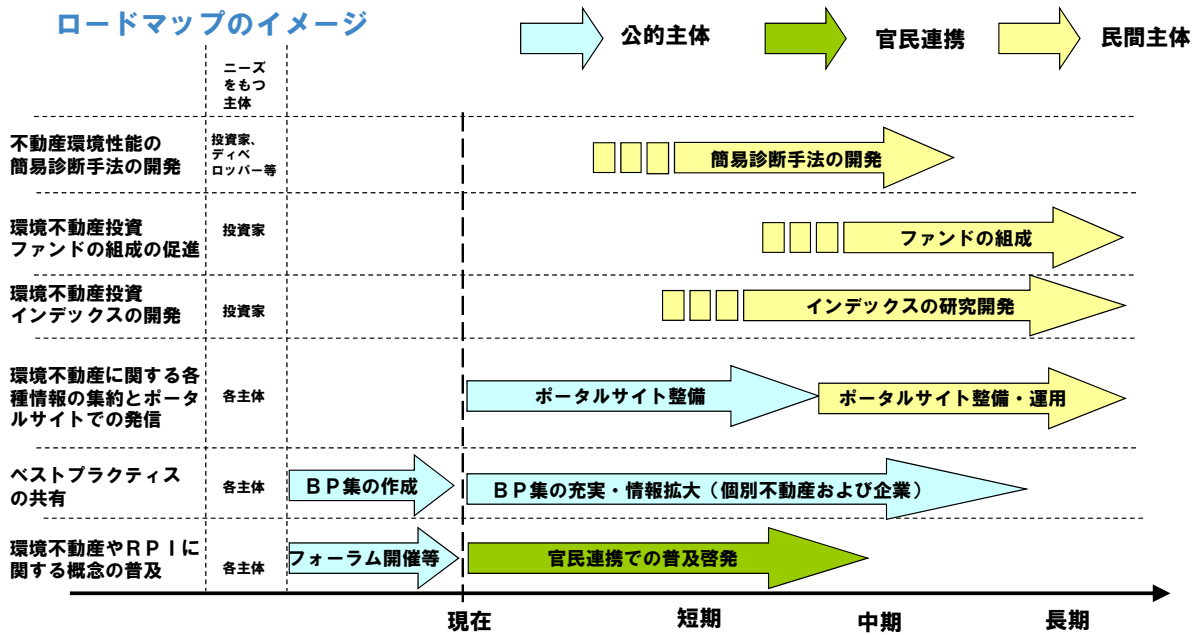 ロードマップのイメージ
公的主体
官民連携
民間主体
ニーズ
をもつ
主体
不動産環境性能の
簡易診断手法の開発
投資家、
ディベ
ロッパー等
簡易診断手法の開発
環境不動産投資
ファンドの組成の促進
投資家
ファンドの組成
環境不動産投資
インデックスの開発
投資家
インデックスの研究開発
環境不動産に関する各
種情報の集約とポータ
ルサイトでの発信
各主体
ポータルサイト整備
ポータルサイト整備・運用
ベストプラクティス
の共有
各主体
ＢＰ集の作成
ＢＰ集の充実・情報拡大（個別不動産および企業）
環境不動産やＲＰＩに
関する概念の普及
各主体
フォーラム開催等
官民連携での普及啓発
現在
短期
中期
長期